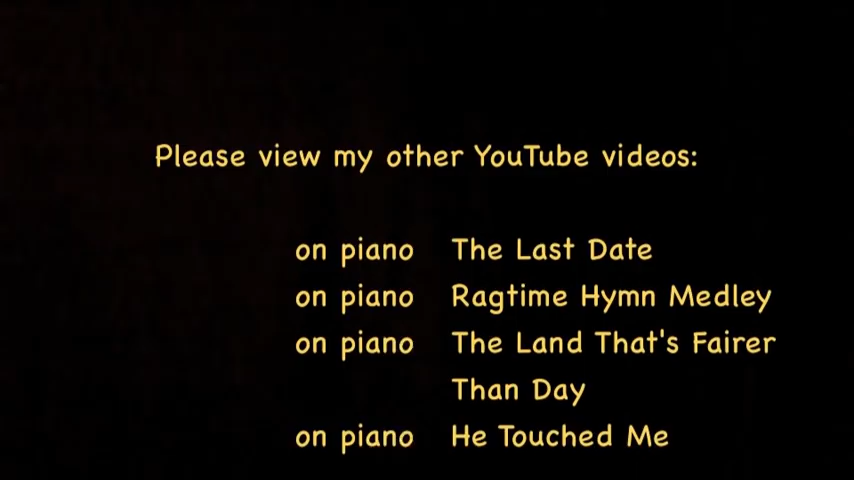 Please view my other YouTube videos:
on piano The Last Date
on piano Ragtime Hymn Medley
on piano The Land That's Fairer
Than Day
on piano He Touched Me